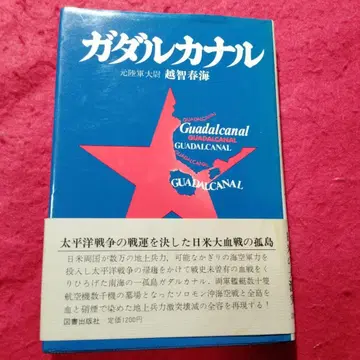 ガダルカナル
元陸軍大尉 越智春海
GUADALCANAL
Guadalcanal
GUADALCANAL
GUADALCANAL
GUADALCANAL
太平洋戦争の戦運を決した日米大血戦の孤島
日米両国が数万の地上兵力、可能なかぎりの海空軍力を
投入し太平洋戦争の帰趨をかけて戦史未曽有の血戦をく
りひろげた南海の一孤島ガダルカナル。両軍艦船数十隻
航空機数千機の墓場となったソロモン沖海空戦と全島を
血と硝煙で染めた地上兵力激突壊滅の全容を再現する!
図書出版社 定価1200円